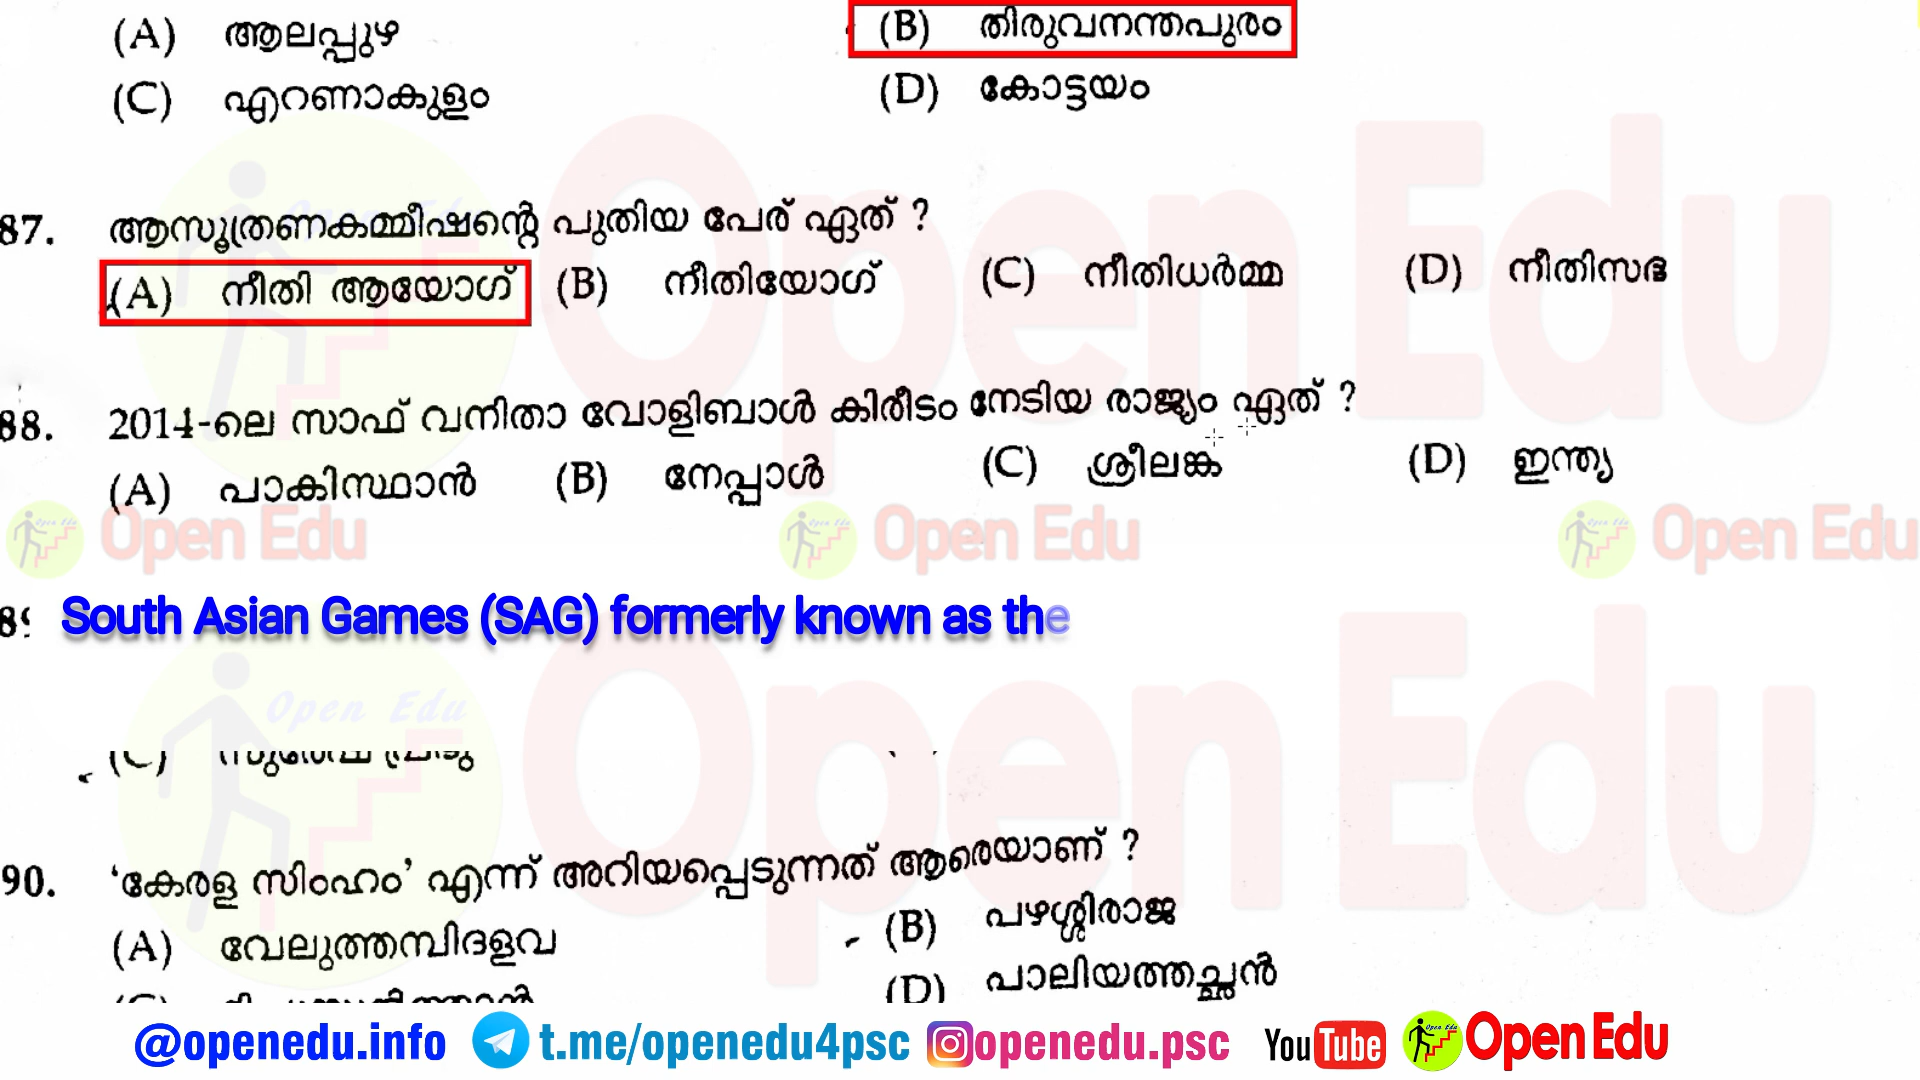 (A) ആലപ്പുഴ (B) തിരുവനന്തപുരം
(C) എറണാകുളം (D) കോട്ടയം
87. ആസൂത്രണകമ്മീഷന്റെ പുതിയ പേര് ഏത് ?
(A) നീതി ആയോഗ് (B) നീതിയോഗ് (C) നീതിധർമ്മ (D) നീതിസഭ
88. 2014-ലെ സാഫ് വനിതാ വോളിബാൾ കിരീടം നേടിയ രാജ്യം ഏത് ?
(A) പാകിസ്ഥാൻ (B) നേപ്പാൾ (C) ശ്രീലങ്ക (D) ഇന്ത്യ
Open Edu Open Edu Open Edu
South Asian Games (SAG) formerly known as the
90. 'കേരള സിംഹം' എന്ന് അറിയപ്പെടുന്നത് ആരെയാണ് ?
(A) വേലുത്തമ്പിദളവ (B) പഴശ്ശിരാജ
(D) പാലിയത്തച്ഛൻ
@openedu.info t.me/openedu4psc openedu.psc YouTube Open Edu